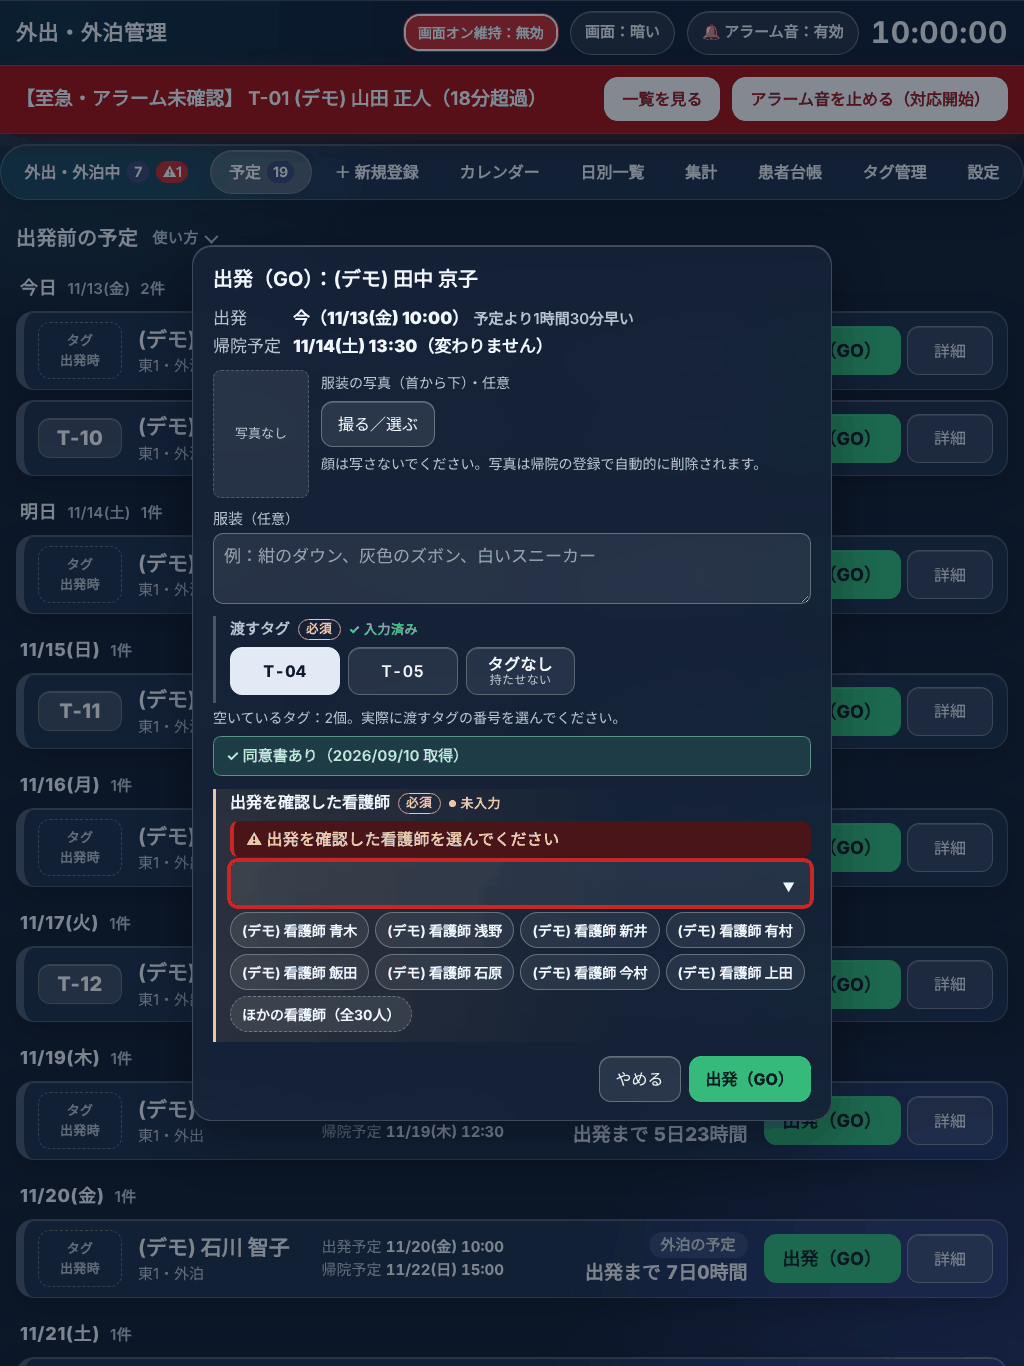 外出・外泊管理
画面オン維持：無効
画面：暗い
🔔 アラーム音：有効
10:00:00
【至急・アラーム未確認】 T-01 (デモ) 山田 正人（18分超過）
一覧を見る
アラーム音を止める（対応開始）
外出・外泊中 7 ⚠1
予定 19
＋新規登録
カレンダー
日別一覧
集計
患者台帳
タグ管理
設定
出発前の予定 使い方
今日 11/13(金) 2件
タグ
出発時
(デモ)
東1・外
(GO)
詳細
T-10
(デモ)
東1・外
(GO)
詳細
明日 11/14(土) 1件
タグ
出発時
(デモ)
東1・外
(GO)
詳細
11/15(日) 1件
T-11
(デモ)
東1・外
(GO)
詳細
11/16(月) 1件
タグ
出発時
(デモ)
東1・外
(GO)
詳細
11/17(火) 1件
T-12
(デモ)
東1・外
(GO)
詳細
11/19(木) 1件
タグ
出発時
(デモ)
東1・外出
帰院予定 11/19(木) 12:30
出発まで 5日23時間
出発（GO）
詳細
11/20(金) 1件
タグ
出発時
(デモ) 石川 智子
東1・外泊
出発予定 11/20(金) 10:00
帰院予定 11/22(日) 15:00
外泊の予定
出発まで 7日0時間
出発（GO）
詳細
11/21(土) 1件
出発（GO）：(デモ) 田中 京子
出発 今（11/13(金) 10:00） 予定より1時間30分早い
帰院予定 11/14(土) 13:30（変わりません）
写真なし
服装の写真（首から下）・任意
撮る／選ぶ
顔は写さないでください。写真は帰院の登録で自動的に削除されます。
服装（任意）
例：紺のダウン、灰色のズボン、白いスニーカー
渡すタグ 必須 ✓ 入力済み
T-04
T-05
タグなし
持たせない
空いているタグ：2個。実際に渡すタグの番号を選んでください。
✓ 同意書あり（2026/09/10 取得）
出発を確認した看護師 必須 ● 未入力
⚠ 出発を確認した看護師を選んでください
▼
(デモ) 看護師 青木
(デモ) 看護師 浅野
(デモ) 看護師 新井
(デモ) 看護師 有村
(デモ) 看護師 飯田
(デモ) 看護師 石原
(デモ) 看護師 今村
(デモ) 看護師 上田
ほかの看護師（全30人）
やめる
出発（GO）